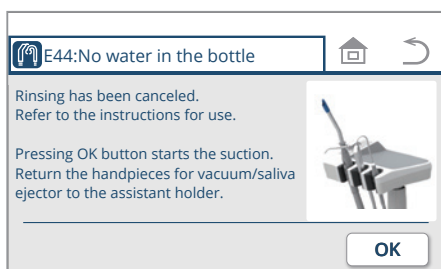 E44:No water in the bottle
Rinsing has been canceled.
Refer to the instructions for use.
Pressing OK button starts the suction.
Return the handpieces for vacuum/saliva
ejector to the assistant holder.
OK